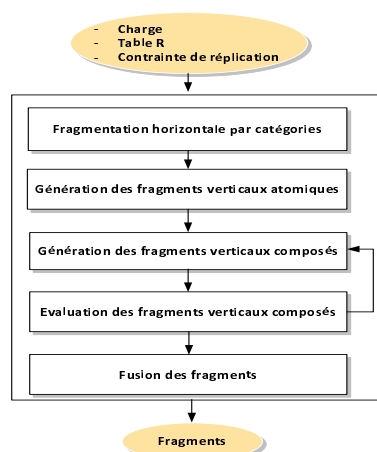 - Charge
- Table R
- Contrainte de réplication
Fragmentation horizontale par catégories
Génération des fragments verticaux atomiques
Génération des fragments verticaux composés
Evaluation des fragments verticaux composés
Fusion des fragments
Fragments